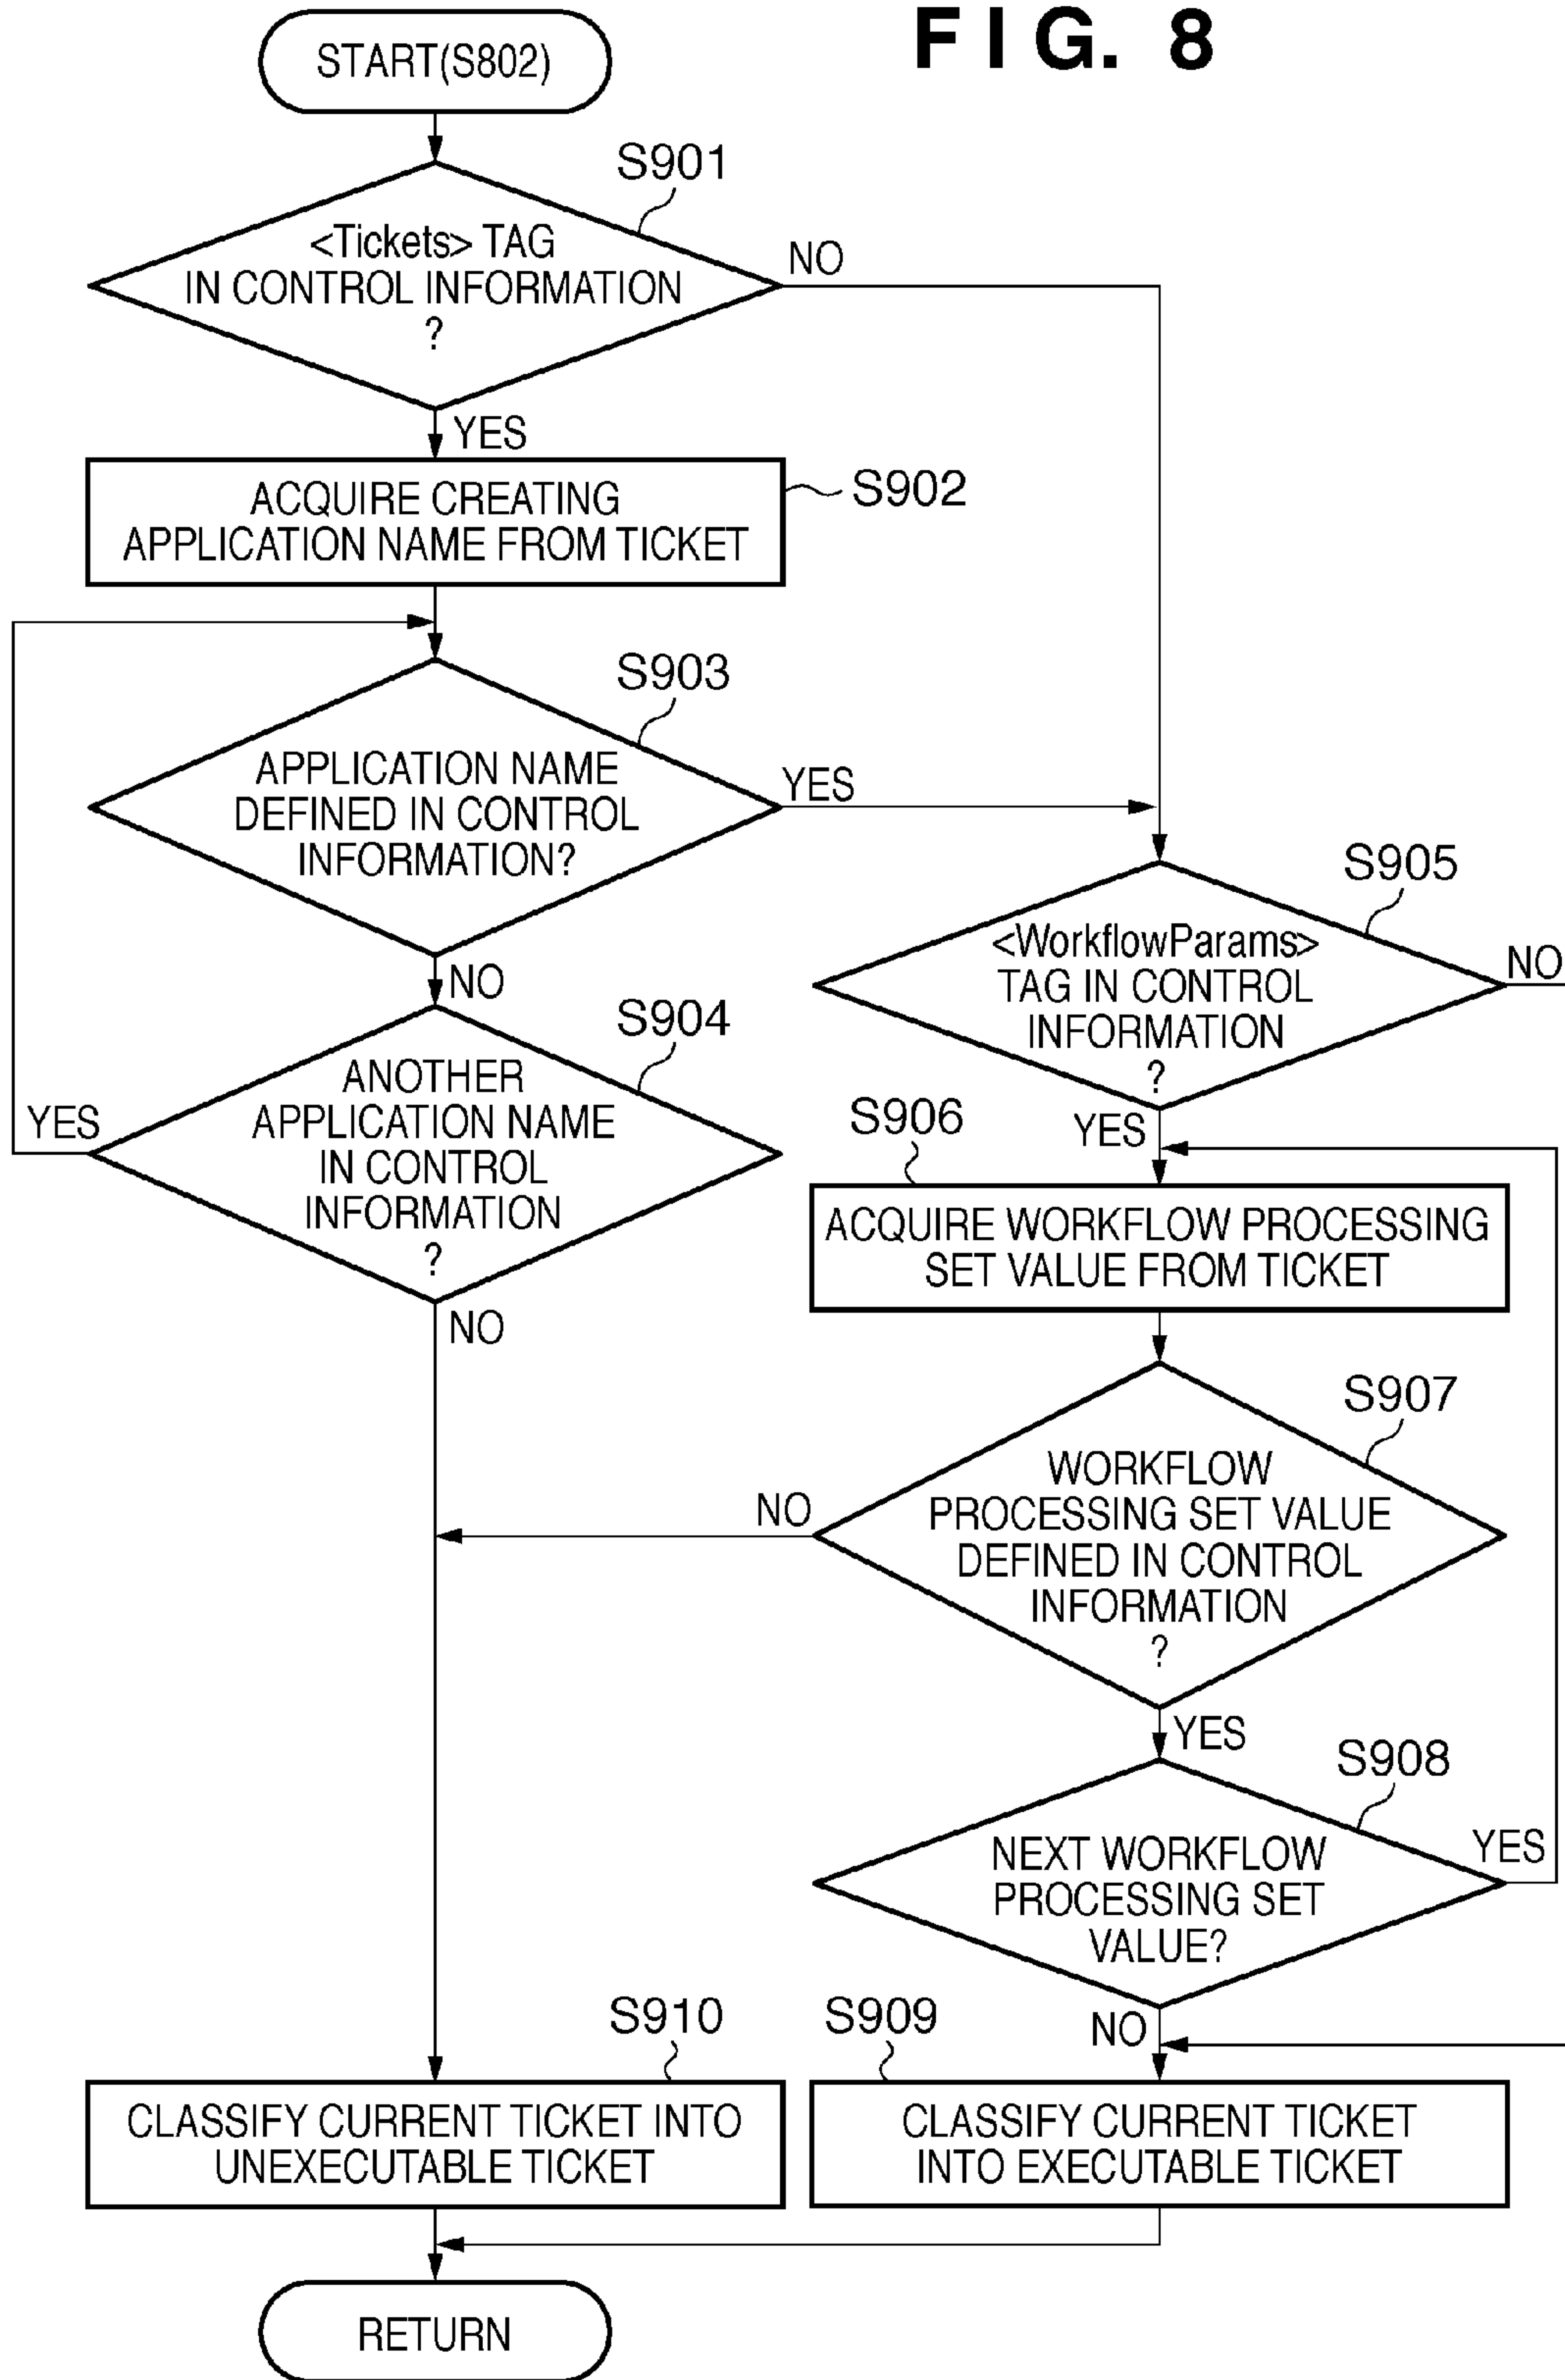 FIG. 8
START(S802)
S901
<Tickets> TAG
IN CONTROL INFORMATION
?
NO
YES
ACQUIRE CREATING
APPLICATION NAME FROM TICKET
S902
S903
APPLICATION NAME
DEFINED IN CONTROL
INFORMATION?
YES
NO
S904
ANOTHER
APPLICATION NAME
IN CONTROL
INFORMATION
?
YES
NO
S905
<WorkflowParams>
TAG IN CONTROL
INFORMATION
?
NO
YES
S906
ACQUIRE WORKFLOW PROCESSING
SET VALUE FROM TICKET
S907
WORKFLOW
PROCESSING SET VALUE
DEFINED IN CONTROL
INFORMATION
?
NO
YES
S908
NEXT WORKFLOW
PROCESSING SET
VALUE?
YES
NO
S910
CLASSIFY CURRENT TICKET INTO
UNEXECUTABLE TICKET
S909
CLASSIFY CURRENT TICKET
INTO EXECUTABLE TICKET
RETURN